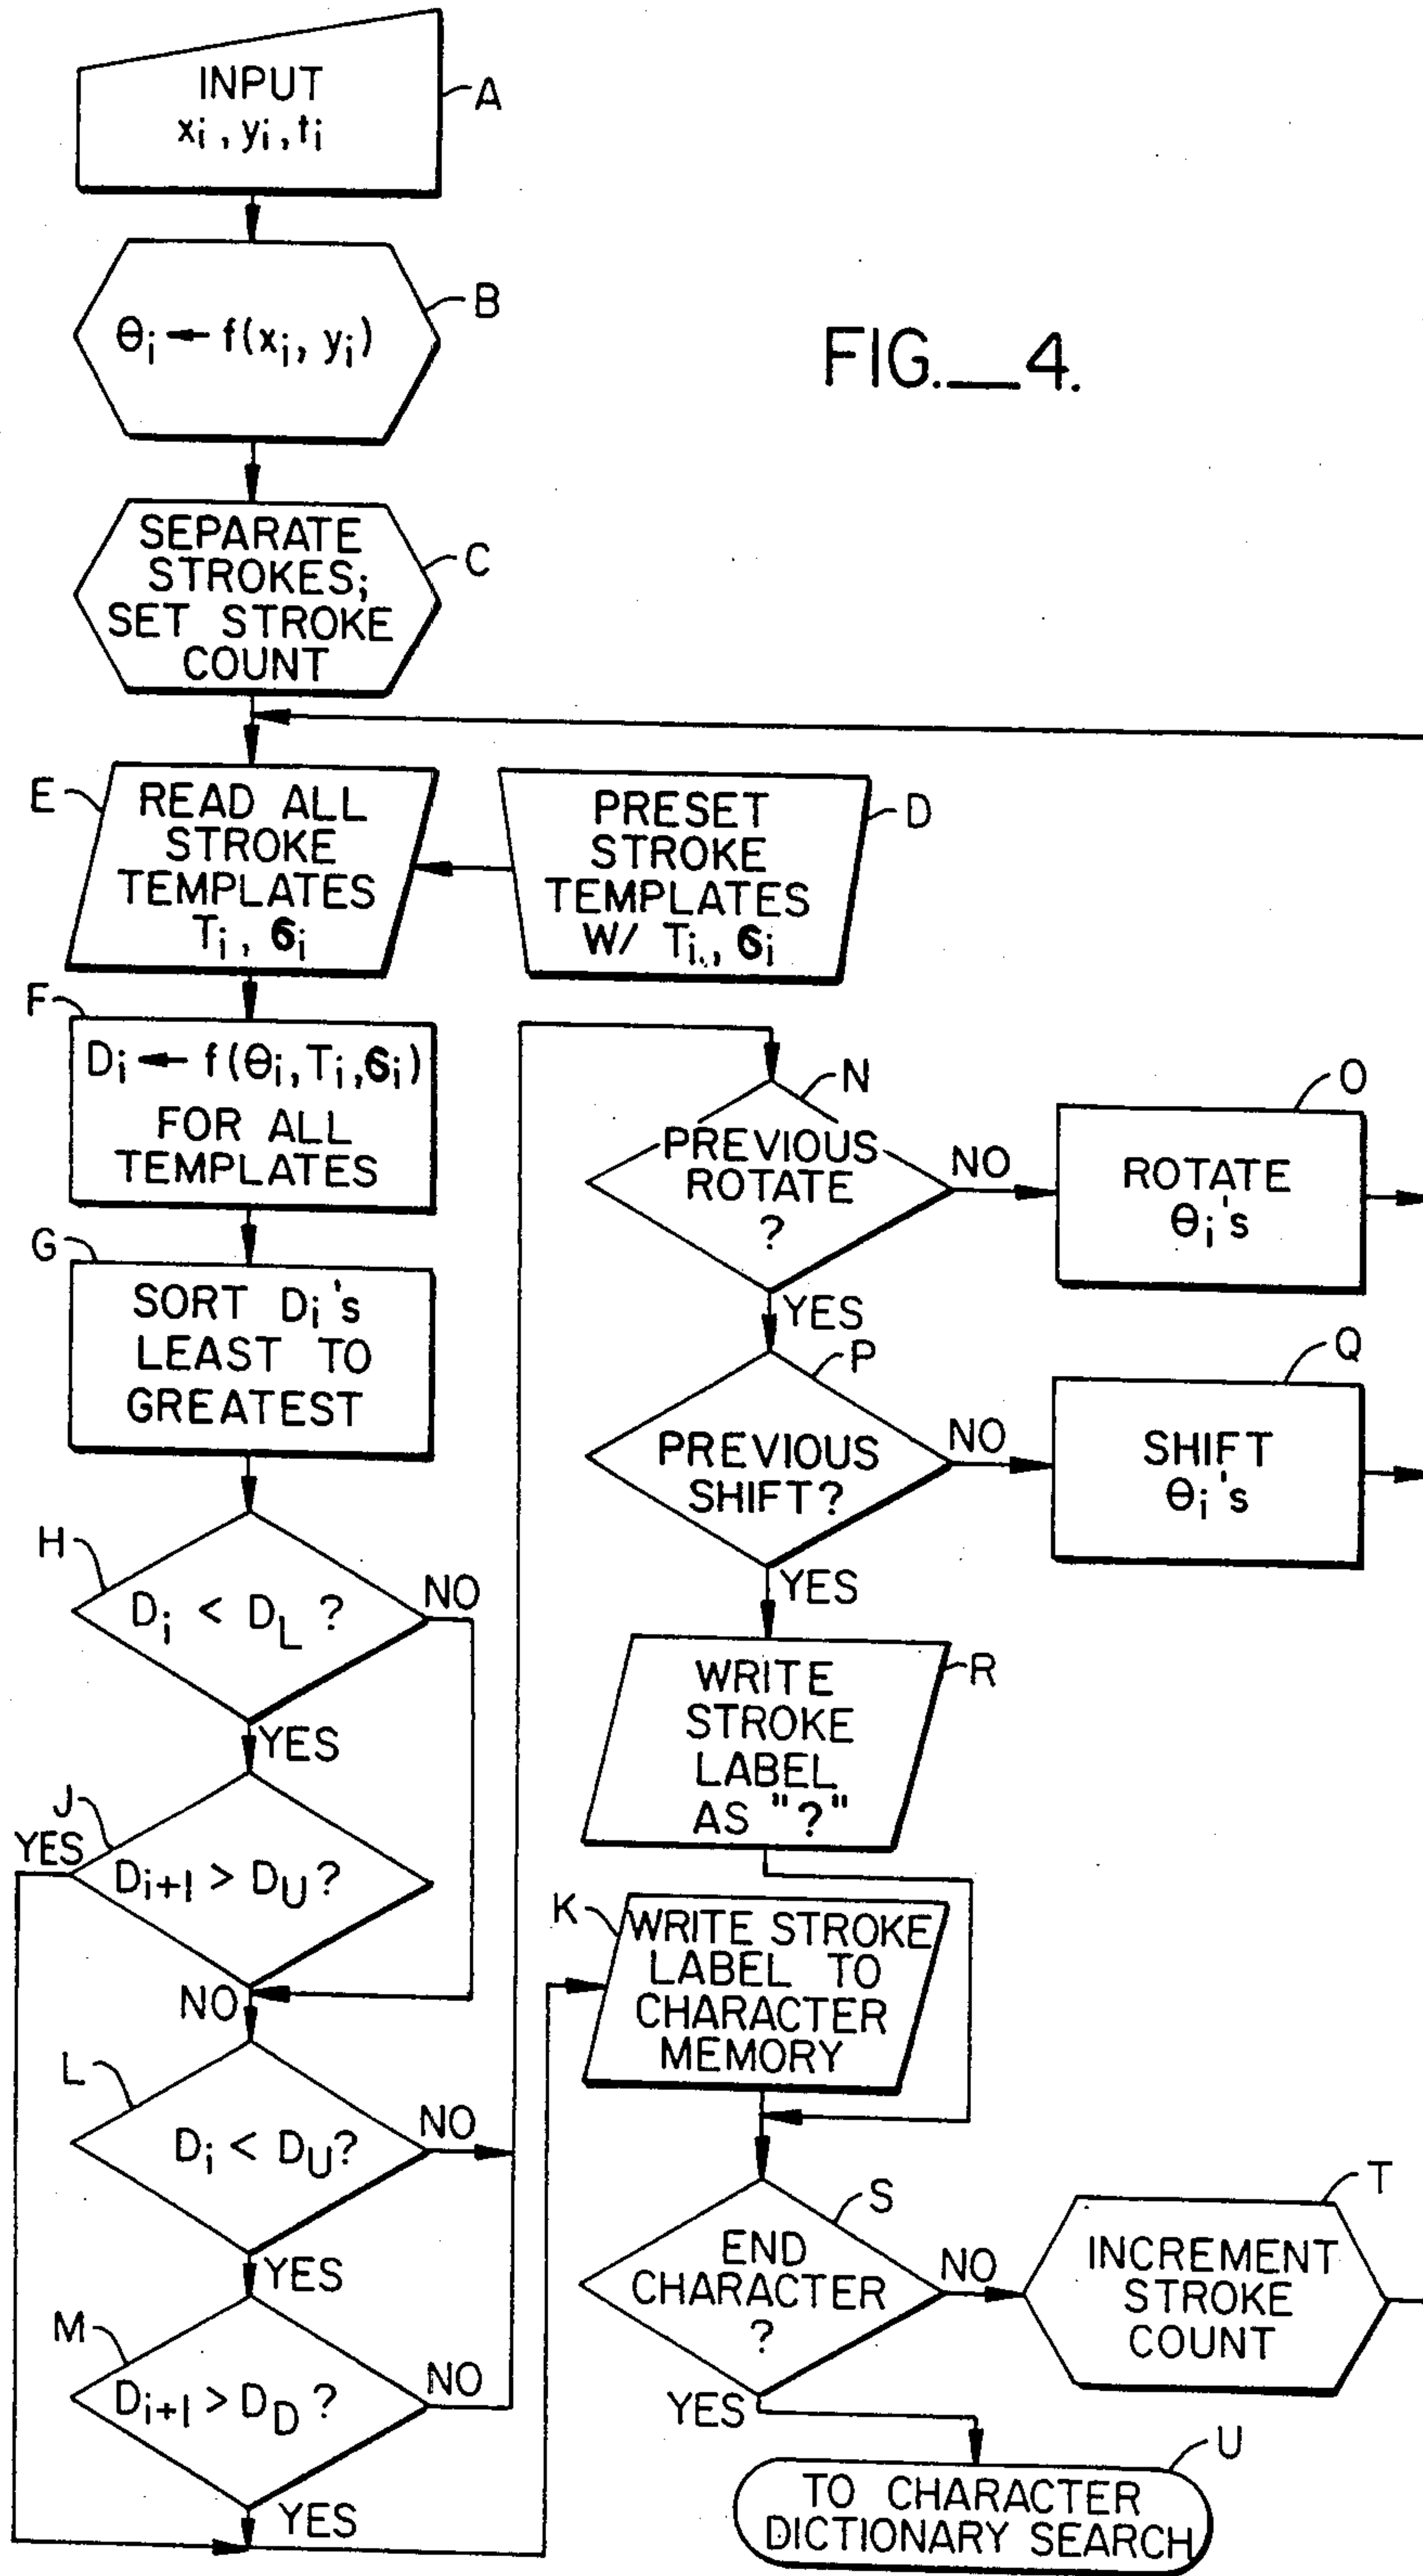 INPUT
xi, yi, ti
A
θi ← f(xi, yi)
B
FIG. 4.
SEPARATE
STROKES;
SET STROKE
COUNT
C
E
READ ALL
STROKE
TEMPLATES
Ti, σi
PRESET
STROKE
TEMPLATES
W/ Ti, σi
D
F
Di ← f(θi, Ti, σi)
FOR ALL
TEMPLATES
G
SORT Di's
LEAST TO
GREATEST
H
Di < DL ?
NO
YES
J
YES
Di+1 > DU ?
NO
L
Di < DU?
NO
YES
M
Di+1 > DD ?
NO
YES
N
PREVIOUS
ROTATE
?
NO
YES
O
ROTATE
θi's
P
PREVIOUS
SHIFT?
NO
YES
Q
SHIFT
θi's
R
WRITE
STROKE
LABEL
AS "?"
K
WRITE STROKE
LABEL TO
CHARACTER
MEMORY
S
END
CHARACTER
?
NO
YES
T
INCREMENT
STROKE
COUNT
U
TO CHARACTER
DICTIONARY SEARCH